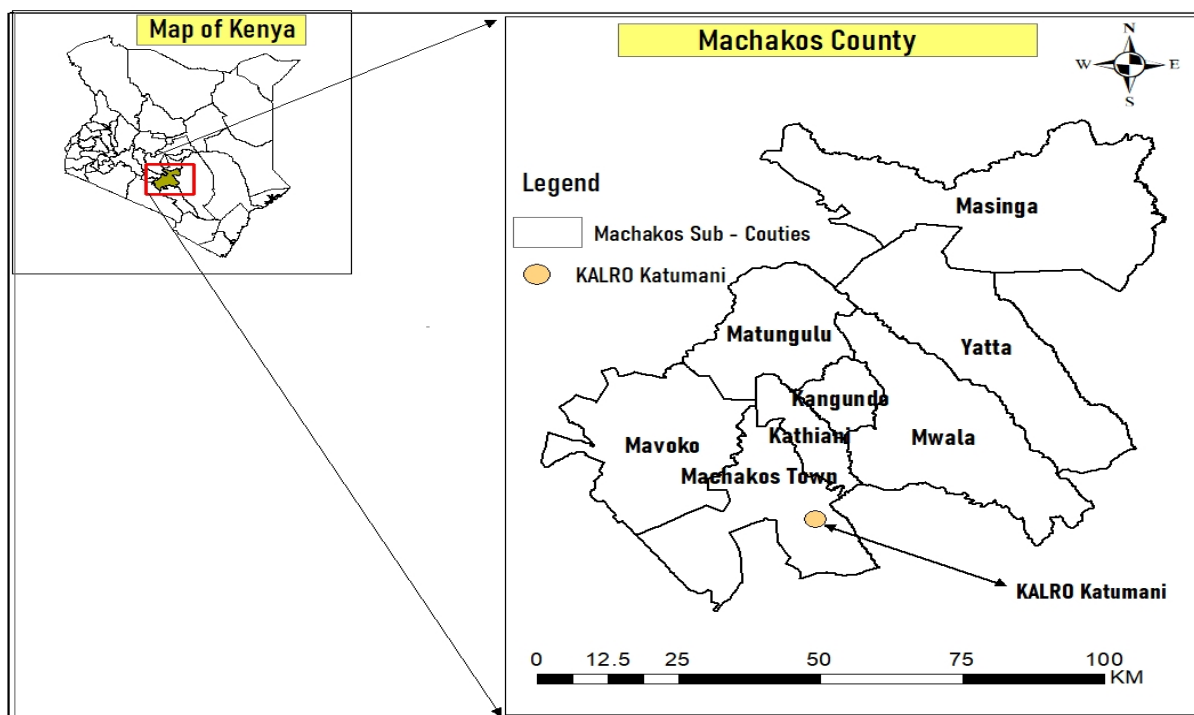 Map of Kenya
Machakos County
N
W E
S
Legend
Machakos Sub - Couties
KALRO Katumani
Masinga
Matungulu
Yatta
Kangundo
Kathiani
Mwala
Mavoko
Machakos Town
KALRO Katumani
0 12.5 25 50 75 100
KM